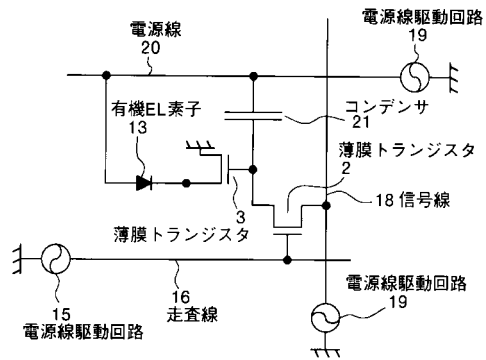 電源線駆動回路
19
電源線
20
有機EL素子
13
コンデンサ
21
薄膜トランジスタ
2
3
18 信号線
薄膜トランジスタ
16
走査線
15
電源線駆動回路
電源線駆動回路
19